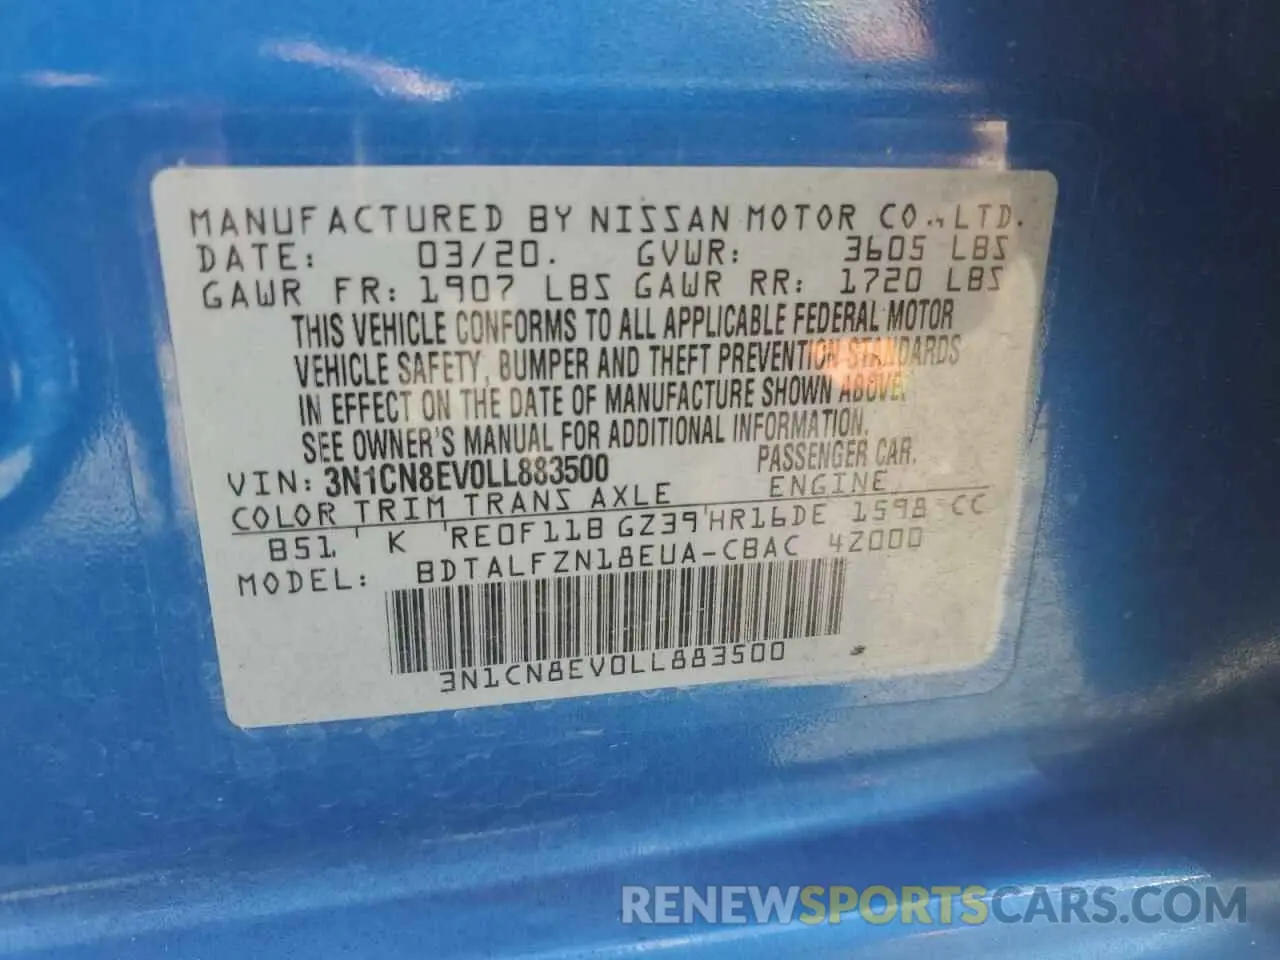 MANUFACTURED BY NISSAN MOTOR CO., LTD.
DATE: 03/20. GVWR: 3605 LBS
GAWR FR: 1907 LBS GAWR RR: 1720 LBS
THIS VEHICLE CONFORMS TO ALL APPLICABLE FEDERAL MOTOR
VEHICLE SAFETY, BUMPER AND THEFT PREVENTION STANDARDS
IN EFFECT ON THE DATE OF MANUFACTURE SHOWN ABOVE.
SEE OWNER'S MANUAL FOR ADDITIONAL INFORMATION.
VIN: 3N1CN8EV0LL883500 PASSENGER CAR.
COLOR TRIM TRANS AXLE ENGINE
B51 K RE0F11B GZ39 HR16DE 1598 CC
MODEL: BDTALFZN18EUA-CBAC 4Z000
3N1CN8EV0LL883500
RENEWSPORTSCARS.COM